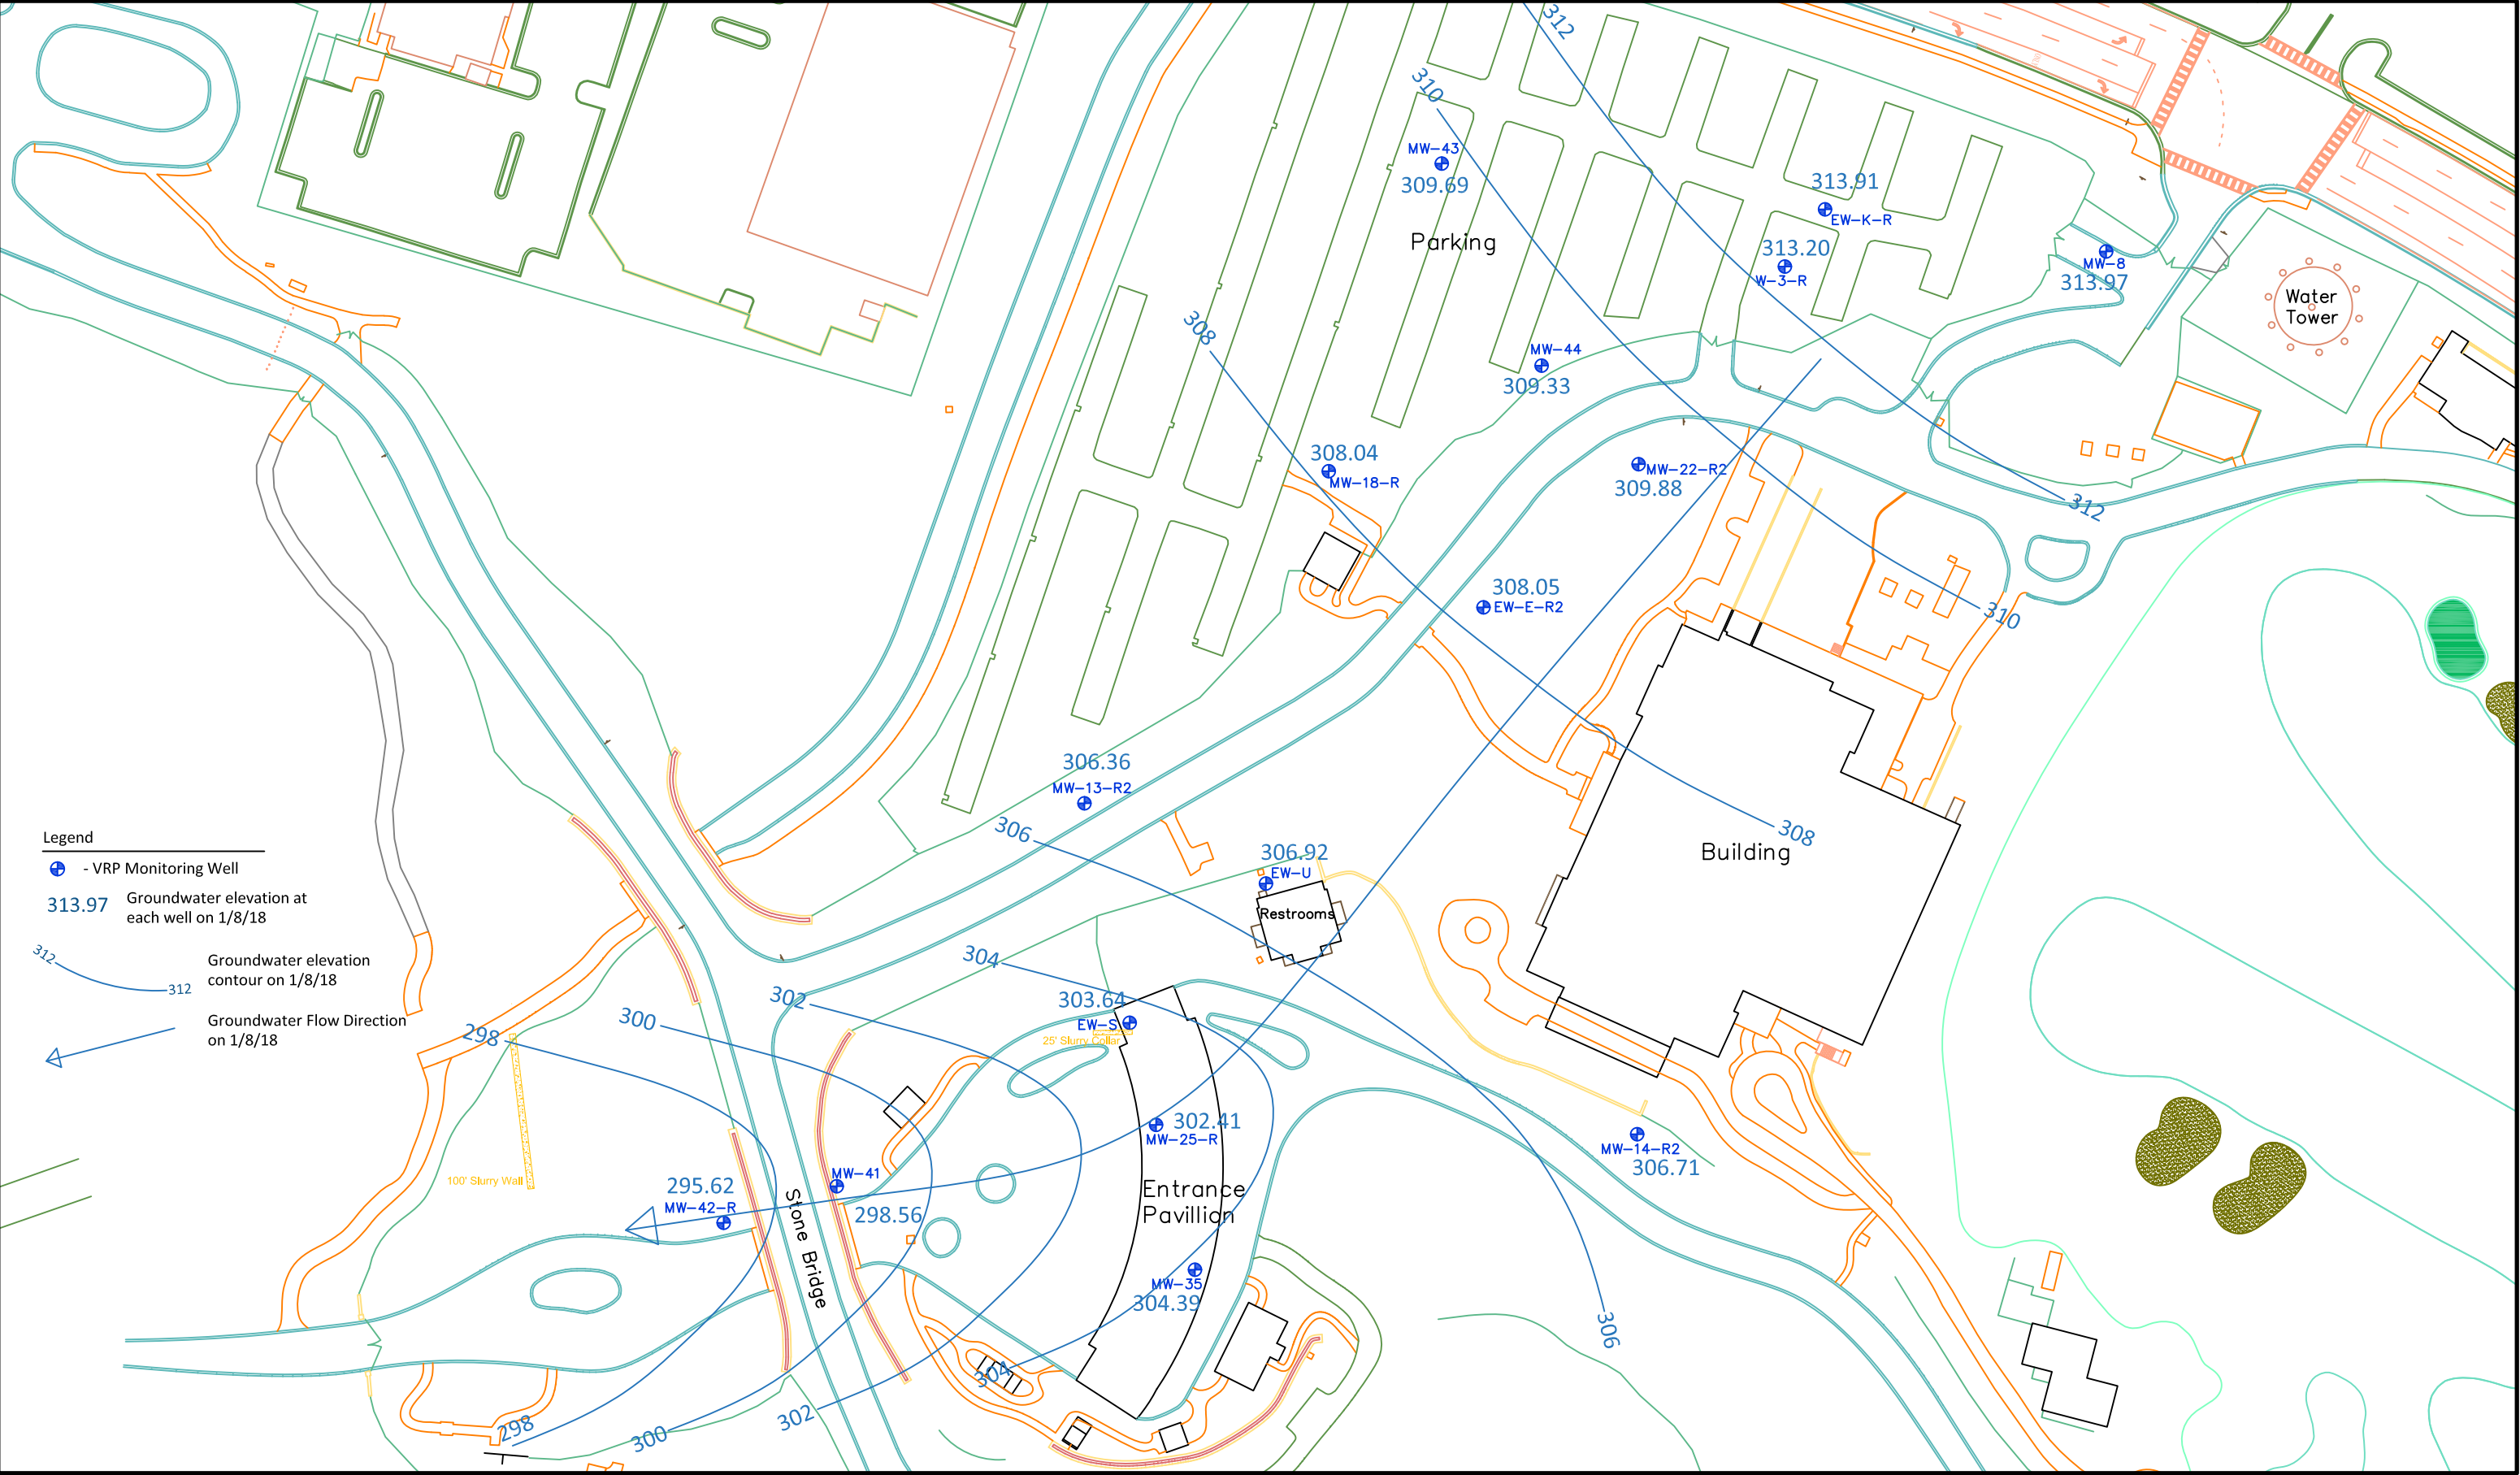 312
310
MW-43
309.69
313.91
EW-K-R
Parking
313.20
W-3-R
MW-8
313.97
Water
Tower
308
MW-44
309.33
308.04
MW-18-R
MW-22-R2
309.88
312
308.05
EW-E-R2
310
306.36
MW-13-R2
306
308
Building
306.92
EW-U
Restrooms
Legend
- VRP Monitoring Well
313.97
Groundwater elevation at
each well on 1/8/18
312
312
Groundwater elevation
contour on 1/8/18
Groundwater Flow Direction
on 1/8/18
304
302
300
298
303.64
EW-S
25' Slurry Collar
302.41
MW-25-R
MW-14-R2
306.71
100' Slurry Wall
295.62
MW-42-R
MW-41
298.56
Stone Bridge
Entrance
Pavillion
MW-35
304.39
306
304
302
300
298